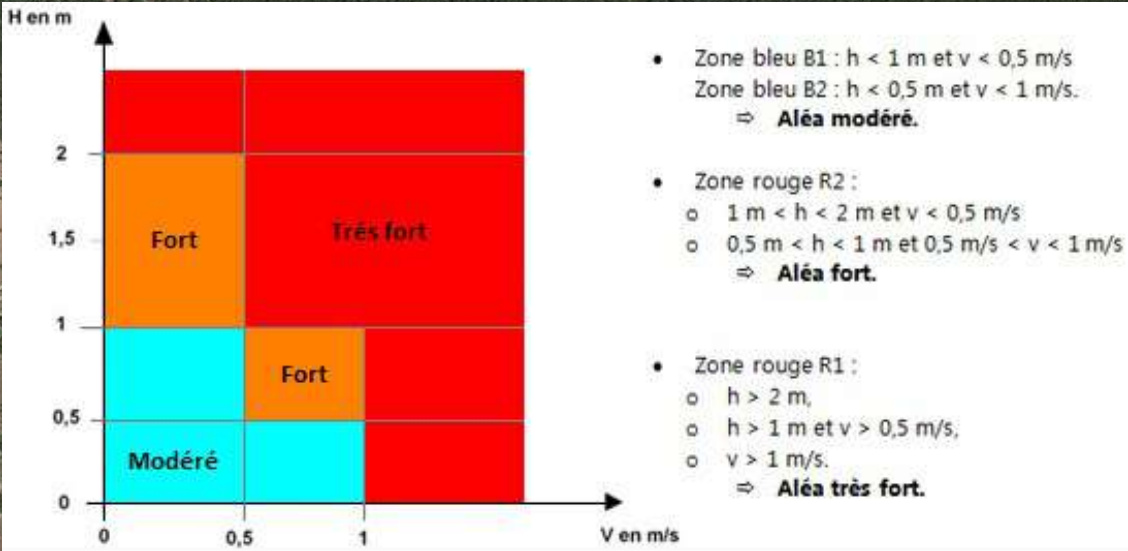 H en m
2
1,5
1
0,5
0
Fort
Trés fort
Fort
Modéré
0
0,5
1
V en m/s
• Zone bleu B1 : h < 1 m et v < 0,5 m/s
Zone bleu B2 : h < 0,5 m et v < 1 m/s.
⇨ Aléa modéré.
• Zone rouge R2 :
o 1 m < h < 2 m et v < 0,5 m/s
o 0,5 m < h < 1 m et 0,5 m/s < v < 1 m/s
⇨ Aléa fort.
• Zone rouge R1 :
o h > 2 m,
o h > 1 m et v > 0,5 m/s,
o v > 1 m/s.
⇨ Aléa très fort.